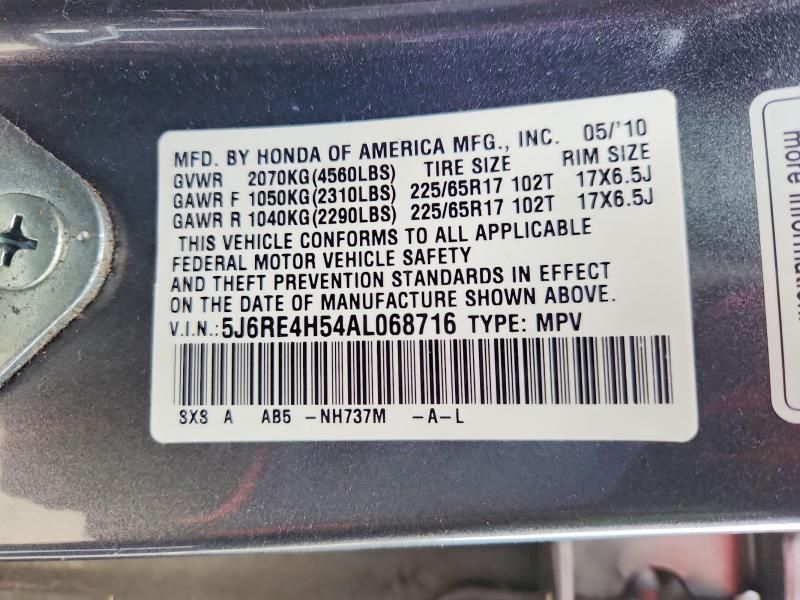 MFD. BY HONDA OF AMERICA MFG., INC. 05/'10
GVWR 2070KG(4560LBS) TIRE SIZE RIM SIZE
GAWR F 1050KG(2310LBS) 225/65R17 102T 17X6.5J
GAWR R 1040KG(2290LBS) 225/65R17 102T 17X6.5J
THIS VEHICLE CONFORMS TO ALL APPLICABLE
FEDERAL MOTOR VEHICLE SAFETY
AND THEFT PREVENTION STANDARDS IN EFFECT
ON THE DATE OF MANUFACTURE SHOWN ABOVE.
V.I.N.:5J6RE4H54AL068716 TYPE: MPV
SXS A AB5 -NH737M -A-L
more information